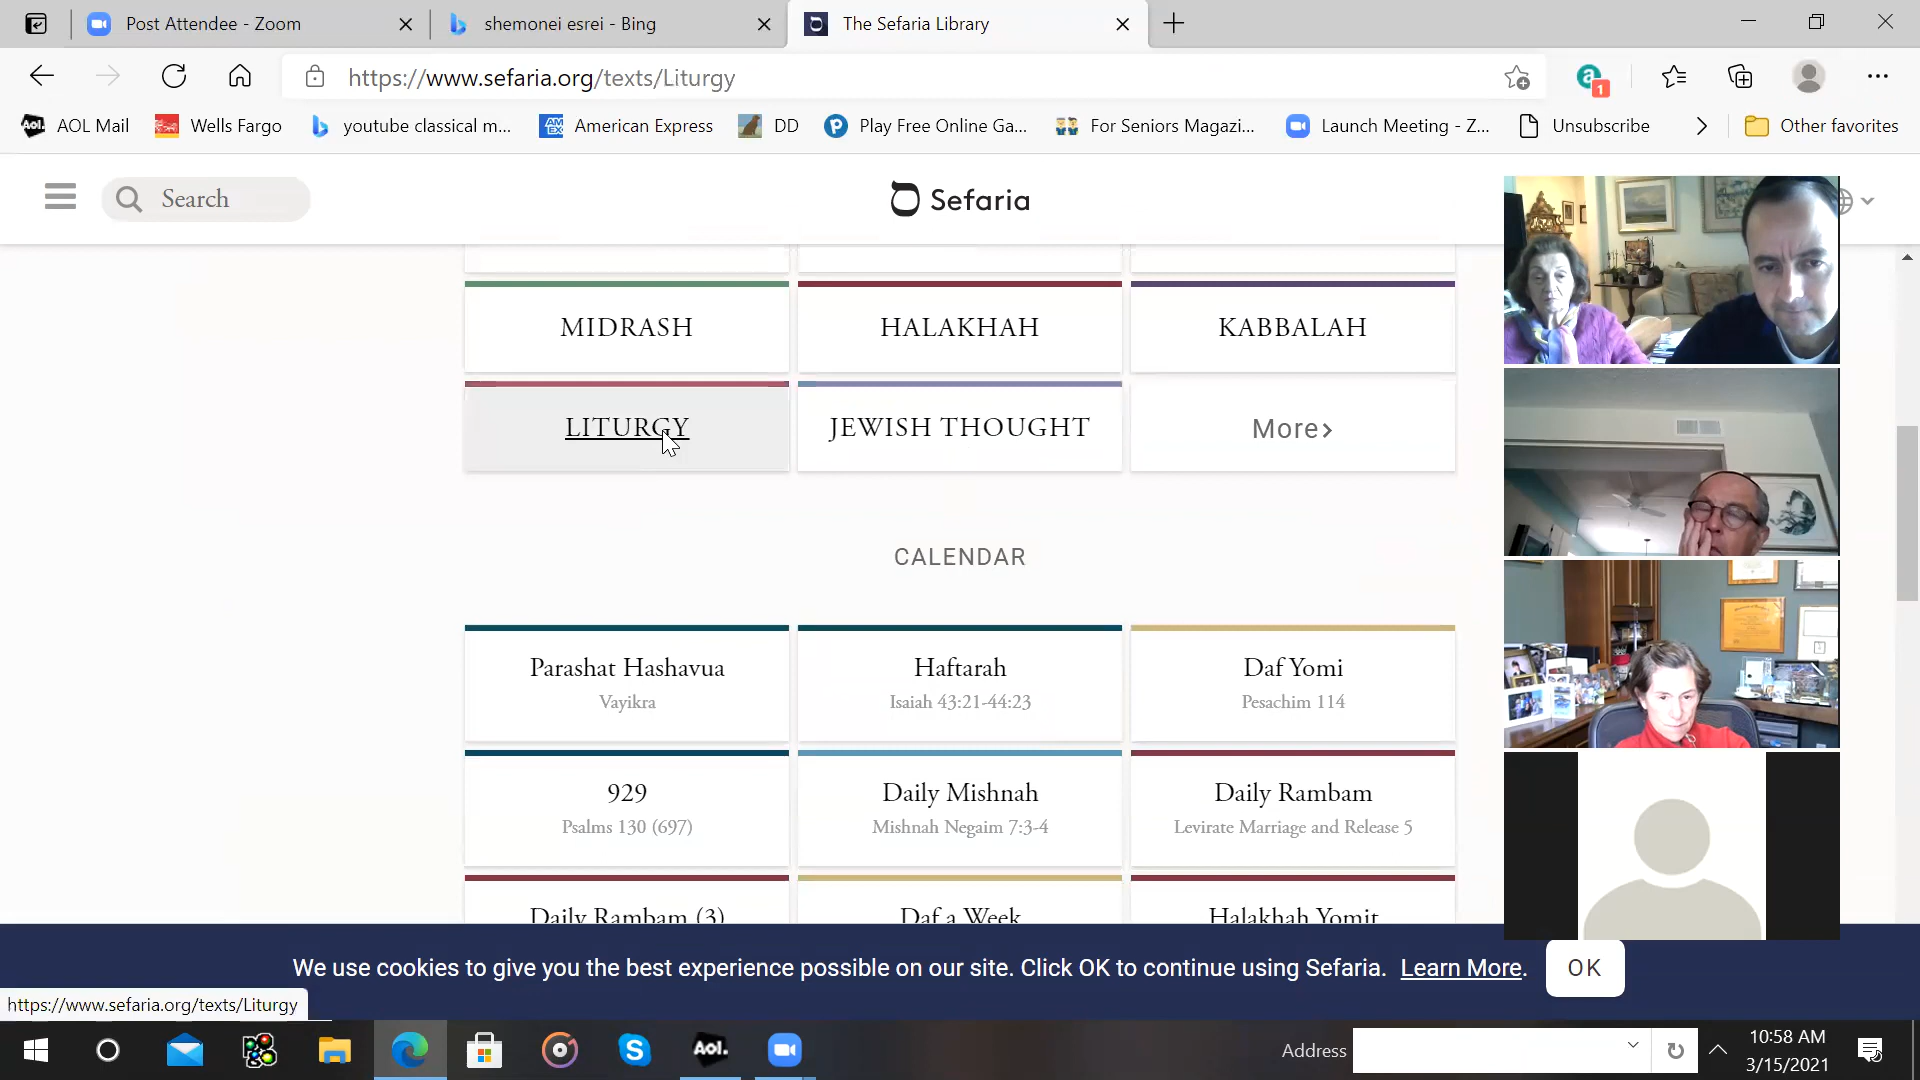 Post Attendee - Zoom
shemonei esrei - Bing
The Sefaria Library
https://www.sefaria.org/texts/Liturgy
1
Aol.
AOL Mail
Wells Fargo
youtube classical m...
AM
EX
American Express
DD
Play Free Online Ga...
For Seniors Magazi...
Launch Meeting - Z...
Unsubscribe
Other favorites
Search
Sefaria
MIDRASH
HALAKHAH
KABBALAH
LITURGY
JEWISH THOUGHT
More>
CALENDAR
Parashat Hashavua
Vayikra
Haftarah
Isaiah 43:21-44:23
Daf Yomi
Pesachim 114
929
Psalms 130 (697)
Daily Mishnah
Mishnah Negaim 7:3-4
Daily Rambam
Levirate Marriage and Release 5
Daily Rambam (3)
Daf a Week
Halakhah Yomit
We use cookies to give you the best experience possible on our site. Click OK to continue using Sefaria. Learn More.
OK
https://www.sefaria.org/texts/Liturgy
Aol.
Address
10:58 AM
3/15/2021